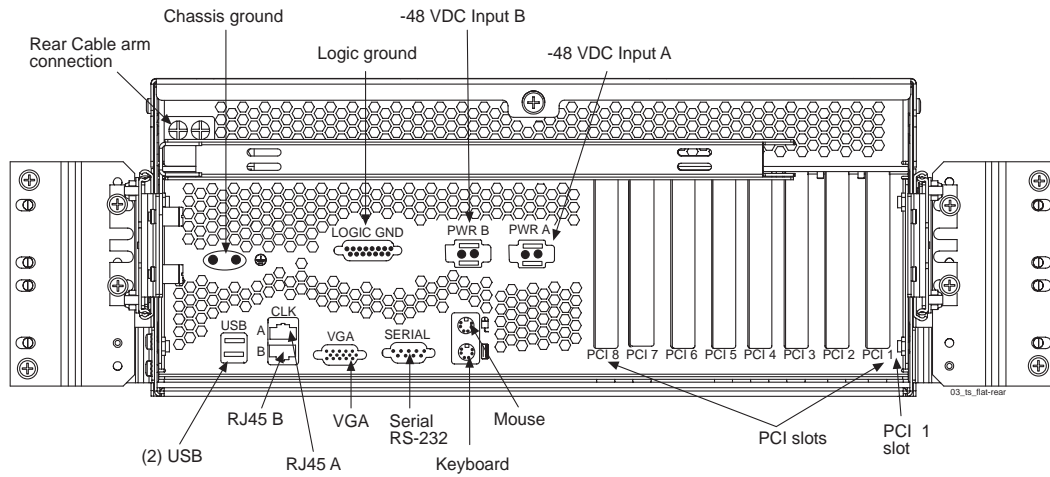 Chassis ground
-48 VDC Input B
Rear Cable arm
connection
Logic ground
-48 VDC Input A
LOGIC GND
PWR B
PWR A
USB
CLK
A
B
VGA
SERIAL
PCI 8
PCI 7
PCI 6
PCI 5
PCI 4
PCI 3
PCI 2
PCI 1
03_ts_flat-rear
RJ45 B
VGA
Serial
RS-232
Mouse
PCI slots
PCI 1
slot
(2) USB
RJ45 A
Keyboard